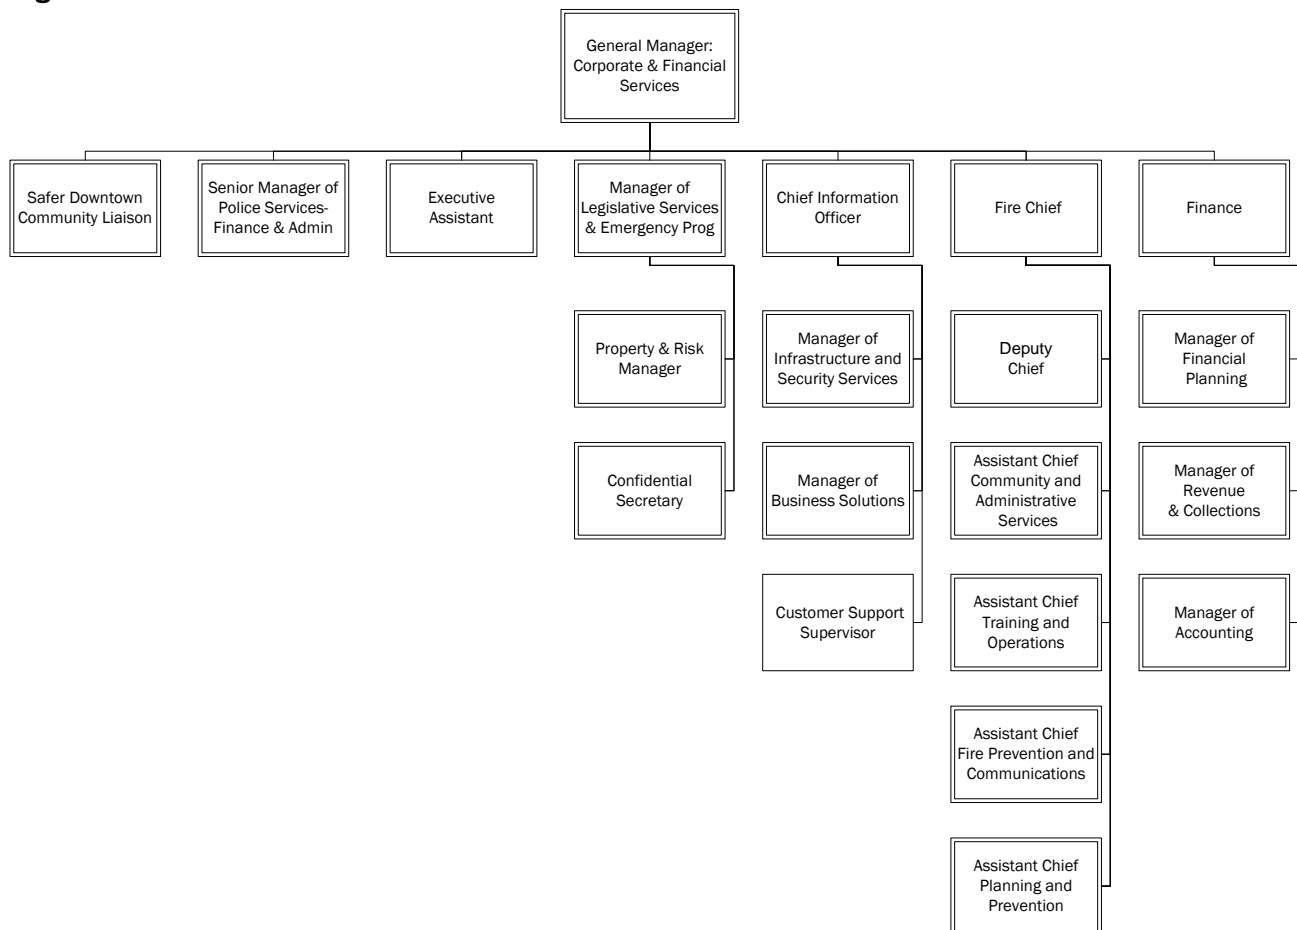 General Manager:
Corporate & Financial
Services
Safer Downtown
Community Liaison
Senior Manager of
Police Services-
Finance & Admin
Executive
Assistant
Manager of
Legislative Services
& Emergency Prog
Chief Information
Officer
Fire Chief
Finance
Property & Risk
Manager
Manager of
Infrastructure and
Security Services
Deputy
Chief
Manager of
Financial
Planning
Confidential
Secretary
Manager of
Business Solutions
Assistant Chief
Community and
Administrative
Services
Manager of
Revenue
& Collections
Customer Support
Supervisor
Assistant Chief
Training and
Operations
Manager of
Accounting
Assistant Chief
Fire Prevention and
Communications
Assistant Chief
Planning and
Prevention